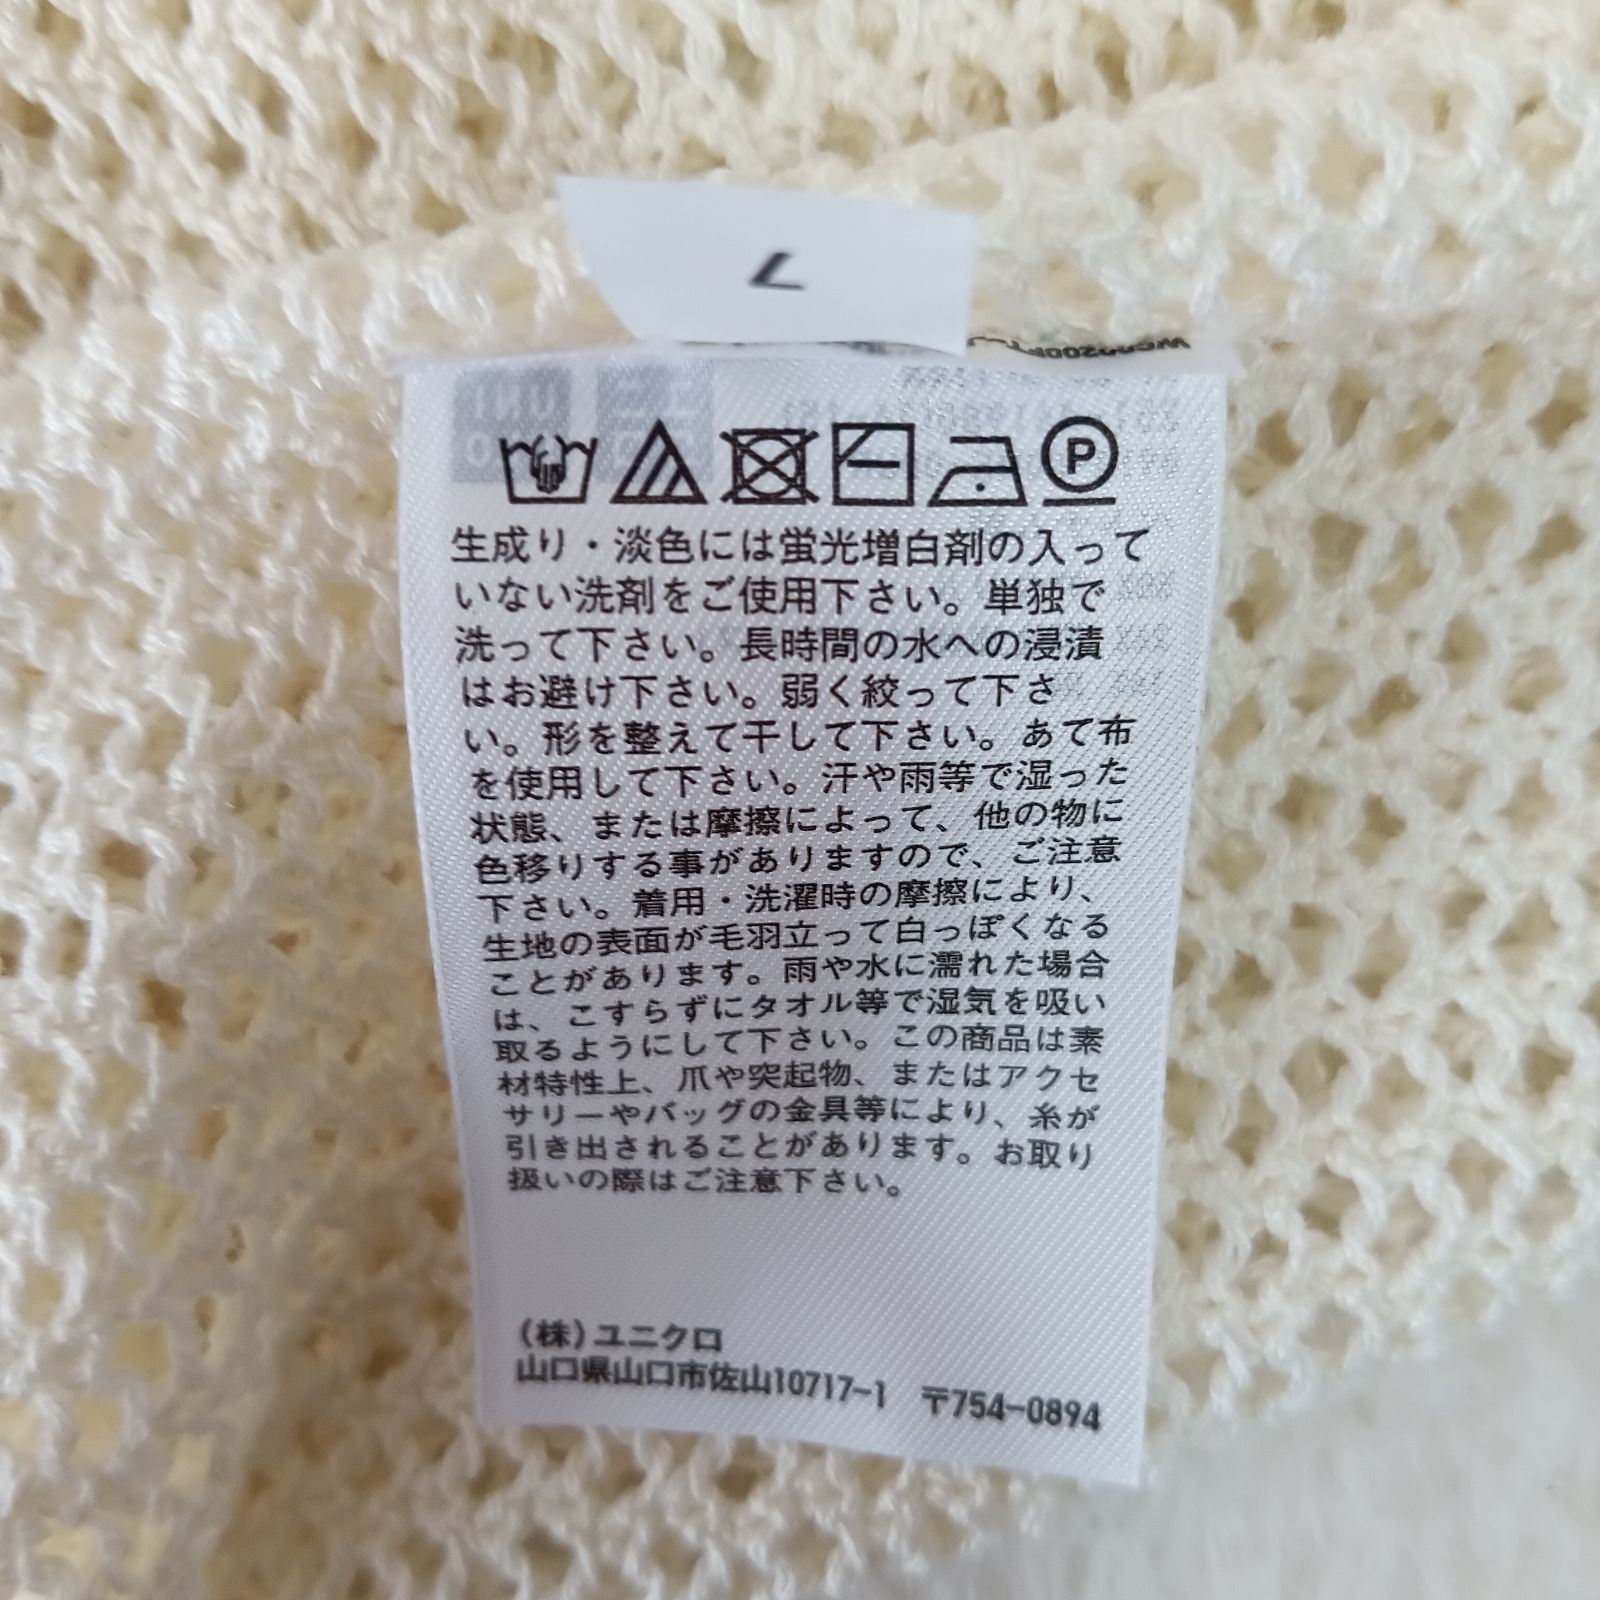 L
生成り・淡色には蛍光増白剤の入って
いない洗剤をご使用下さい。単独で
洗って下さい。長時間の水への浸漬
はお避け下さい。弱く絞って下さ
い。形を整えて干して下さい。あて布
を使用して下さい。汗や雨等で湿った
状態、または摩擦によって、他の物に
色移りする事がありますので、ご注意
下さい。着用・洗濯時の摩擦により、
生地の表面が毛羽立って白っぽくなる
ことがあります。雨や水に濡れた場合
は、こすらずにタオル等で湿気を吸い
取るようにして下さい。この商品は素
材特性上、爪や突起物、またはアクセ
サリーやバッグの金具等により、糸が
引き出されることがあります。お取り
扱いの際はご注意下さい。
(株)ユニクロ
山口県山口市佐山10717-1 〒754-0894